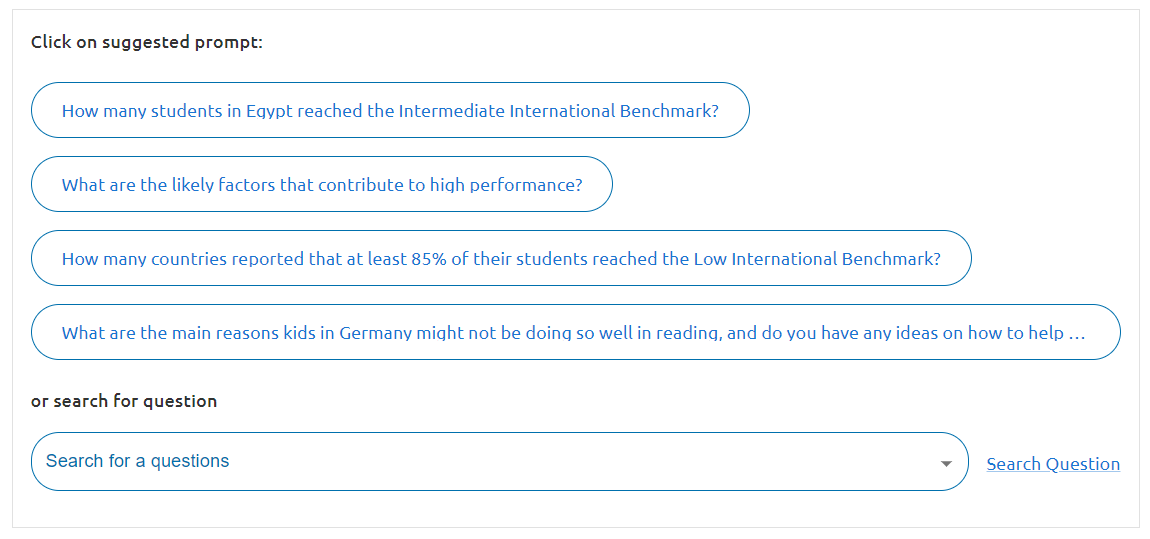 Click on suggested prompt:
How many students in Egypt reached the Intermediate International Benchmark?
What are the likely factors that contribute to high performance?
How many countries reported that at least 85% of their students reached the Low International Benchmark?
What are the main reasons kids in Germany might not be doing so well in reading, and do you have any ideas on how to help ...
or search for question
Search for a questions
Search Question